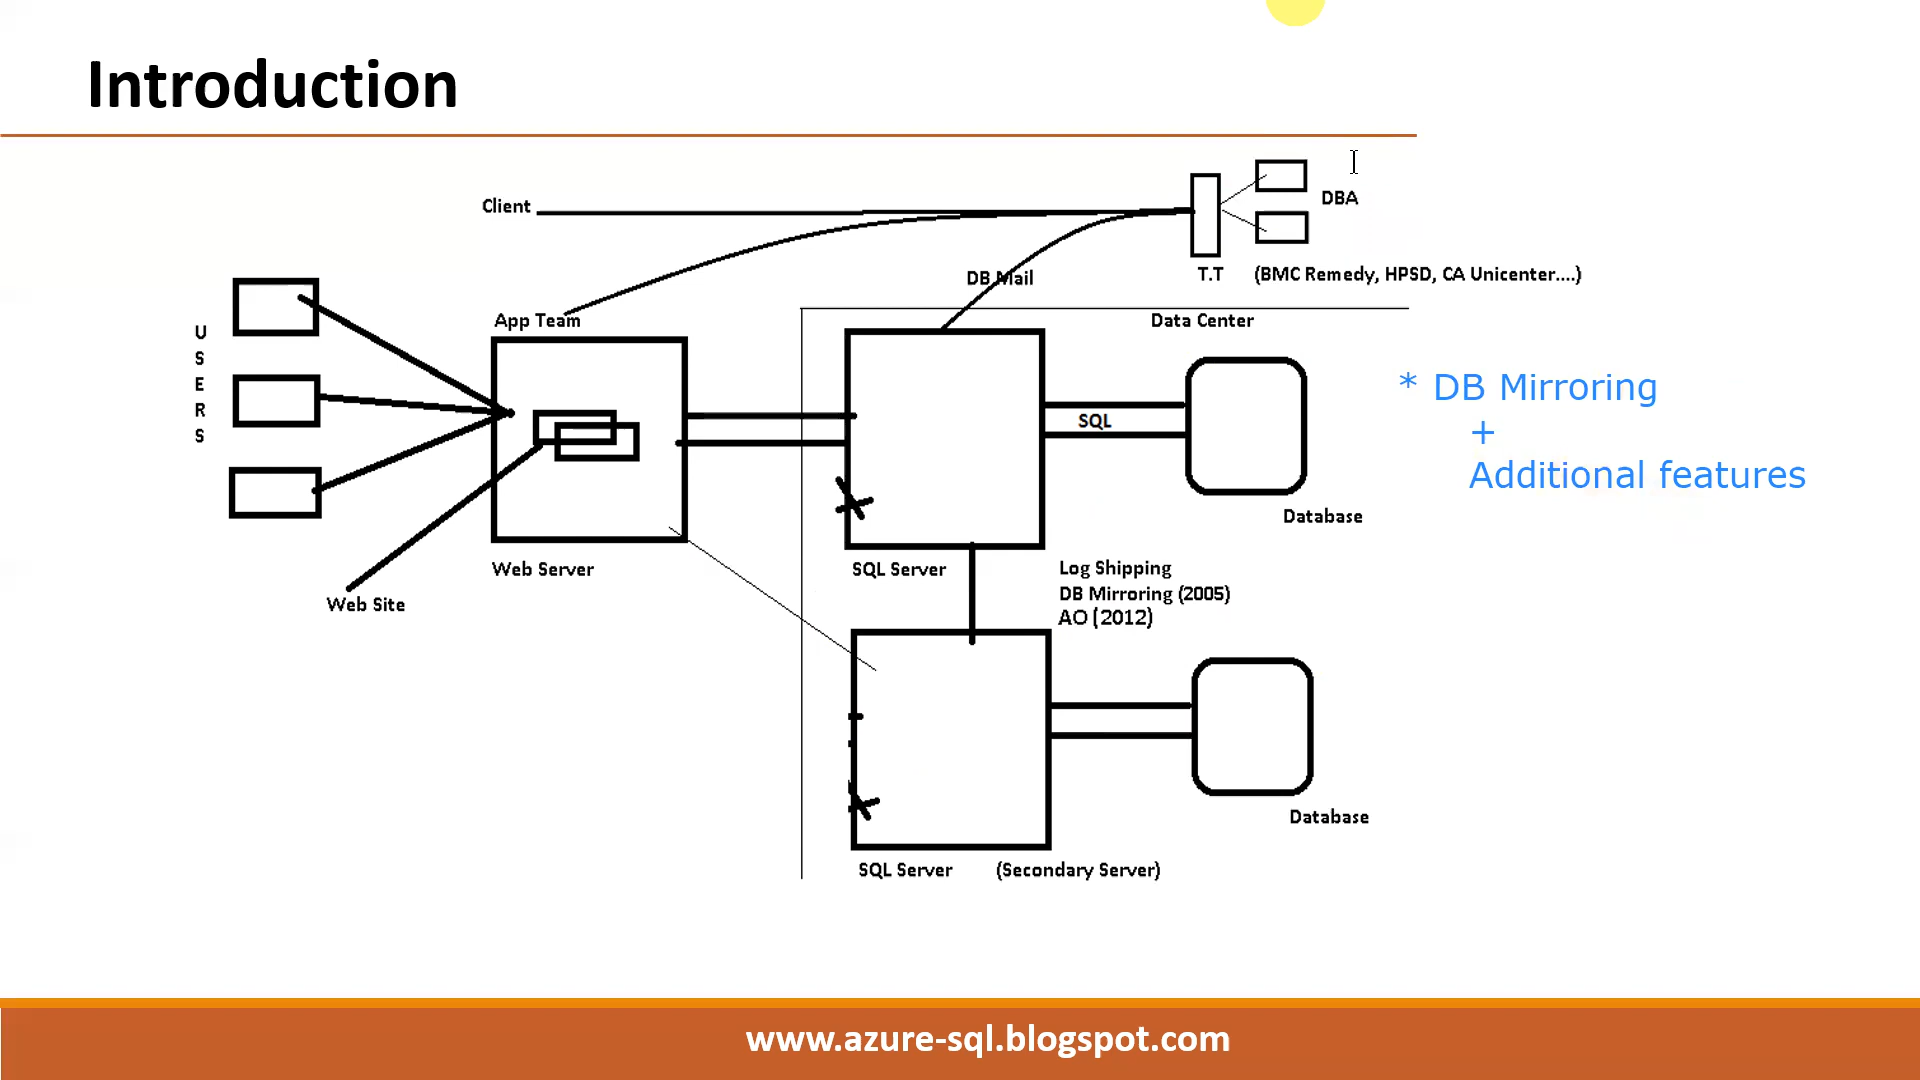 Introduction
Client
DBA
DB Mail
T.T (BMC Remedy, HPSD, CA Unicenter....)
App Team
Data Center
U
S
E
R
S
* DB Mirroring
+
Additional features
SQL
Database
Web Server
SQL Server
Log Shipping
DB Mirroring (2005)
AO (2012)
Web Site
Database
SQL Server (Secondary Server)
www.azure-sql.blogspot.com